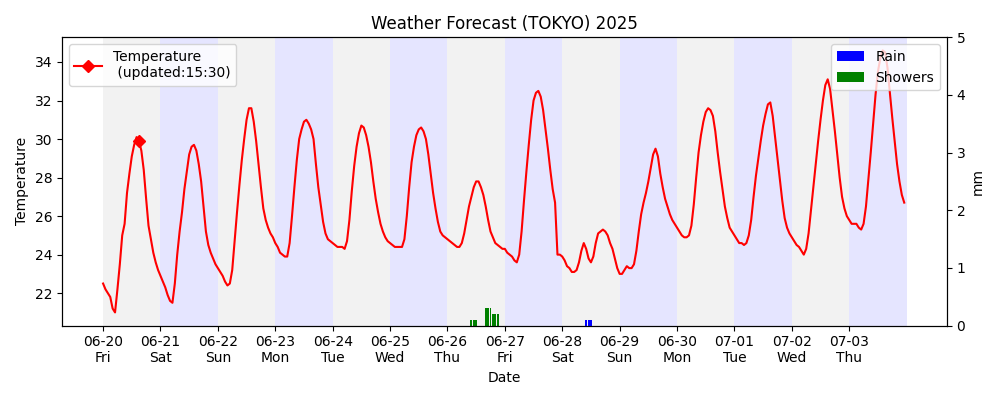 Weather Forecast (TOKYO) 2025
Temperature
(updated:15:30)
Rain
Showers
Temperature
34
32
30
28
26
24
22
5
4
3
2
1
0
mm
06-20 06-21 06-22 06-23 06-24 06-25 06-26 06-27 06-28 06-29 06-30 07-01 07-02 07-03
Fri Sat Sun Mon Tue Wed Thu Fri Sat Sun Mon Tue Wed Thu
Date